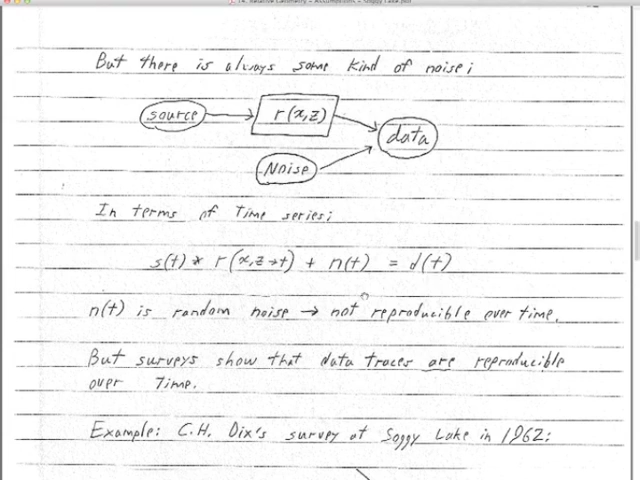 But there is always some kind of noise:
source
r(x,z)
data
Noise
In terms of time series:
s(t) * r(x,z→t) + n(t) = d(t)
n(t) is random noise → not reproducible over time.
But surveys show that data traces are reproducible
over time.
Example: C.H. Dix's survey at Soggy Lake in 1962: